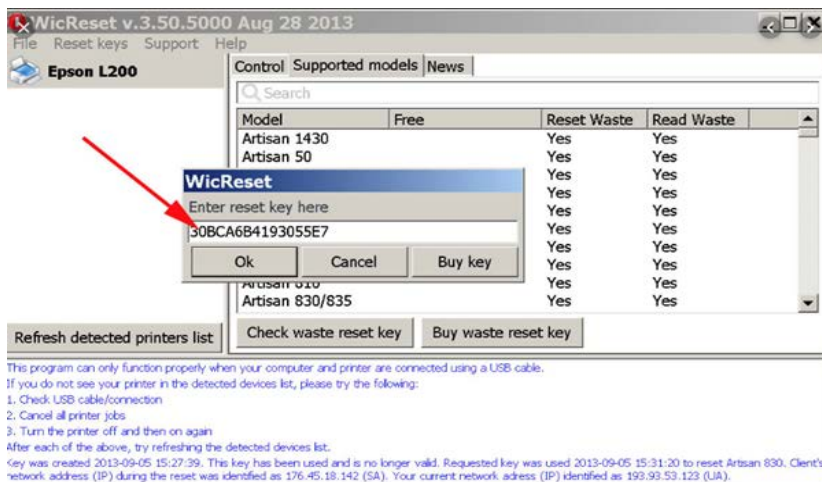 WicReset v.3.50.5000 Aug 28 2013
File Reset keys Support Help
Epson L200
Control Supported models News
Search
Model Free Reset Waste Read Waste
Artisan 1430 Yes Yes
Artisan 50 Yes Yes
Yes Yes
Yes Yes
Yes Yes
Yes Yes
Yes Yes
Yes Yes
Artisan 810 Yes Yes
Artisan 830/835 Yes Yes
WicReset
Enter reset key here
30BCA6B4193055E7
Ok Cancel Buy key
Refresh detected printers list
Check waste reset key Buy waste reset key
This program can only function properly when your computer and printer are connected using a USB cable.
If you do not see your printer in the detected devices list, please try the following:
1. Check USB cable/connection
2. Cancel all printer jobs
3. Turn the printer off and then on again
After each of the above, try refreshing the detected devices list.
Key was created 2013-09-05 15:27:39. This key has been used and is no longer valid. Requested key was used 2013-09-05 15:31:20 to reset Artisan 830. Client's
network address (IP) during the reset was identified as 176.45.18.142 (SA). Your current network adress (IP) identified as 193.93.53.123 (UA).